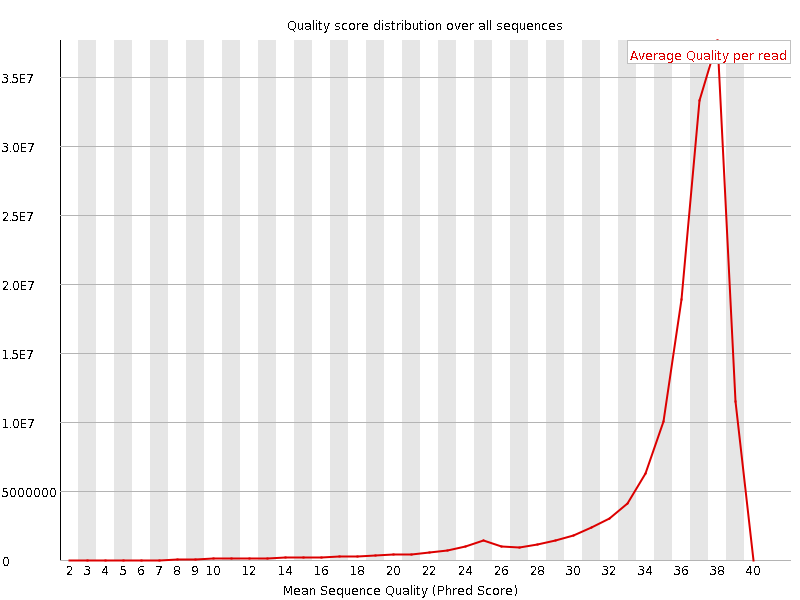 Quality score distribution over all sequences
Average Quality per read
3.5E7
3.0E7
2.5E7
2.0E7
1.5E7
1.0E7
5000000
0
2 3 4 5 6 7 8 9 10 12 14 16 18 20 22 24 26 28 30 32 34 36 38 40
Mean Sequence Quality (Phred Score)